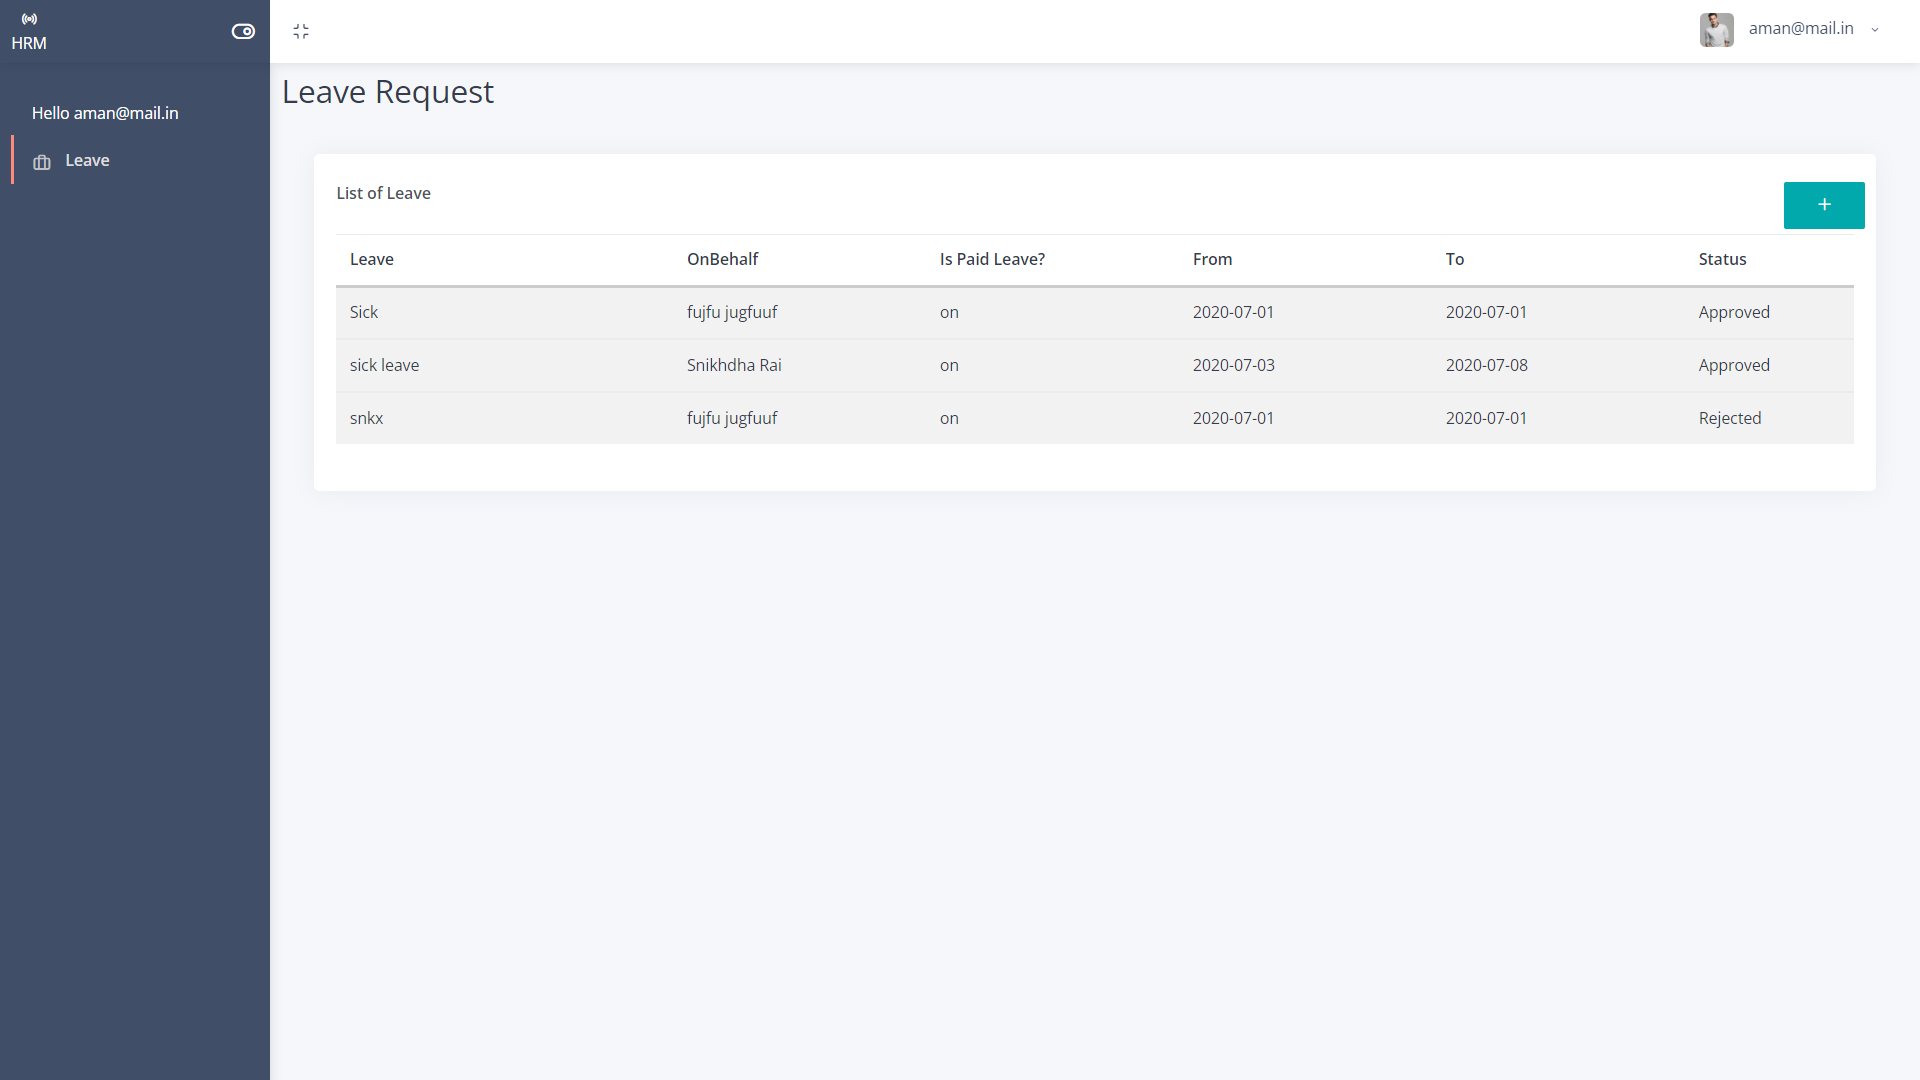 HRM
aman@mail.in
Hello aman@mail.in
Leave
Leave Request
List of Leave
+
Leave OnBehalf Is Paid Leave? From To Status
Sick fujfu jugfuuf on 2020-07-01 2020-07-01 Approved
sick leave Snikhdha Rai on 2020-07-03 2020-07-08 Approved
snkx fujfu jugfuuf on 2020-07-01 2020-07-01 Rejected